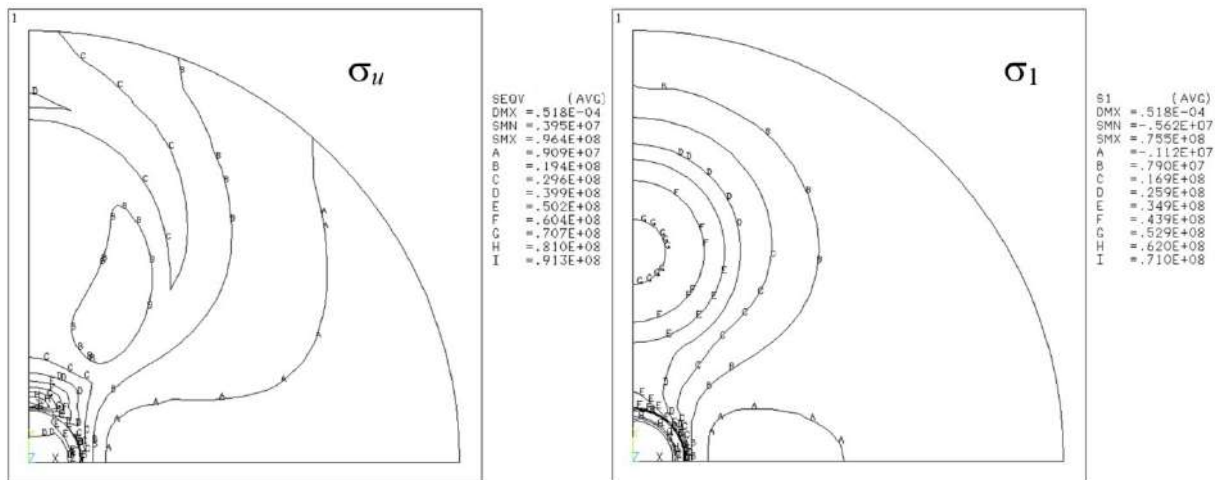 1
σu
SEQV (AVG)
DMX =.518E-04
SMN =.395E+07
SMX =.964E+08
A =.909E+07
B =.194E+08
C =.296E+08
D =.399E+08
E =.502E+08
F =.604E+08
G =.707E+08
H =.810E+08
I =.913E+08
Z X
1
σ1
S1 (AVG)
DMX =.518E-04
SMN =-.562E+07
SMX =.755E+08
A =-.112E+07
B =.790E+07
C =.169E+08
D =.259E+08
E =.349E+08
F =.439E+08
G =.529E+08
H =.620E+08
I =.710E+08
Z X